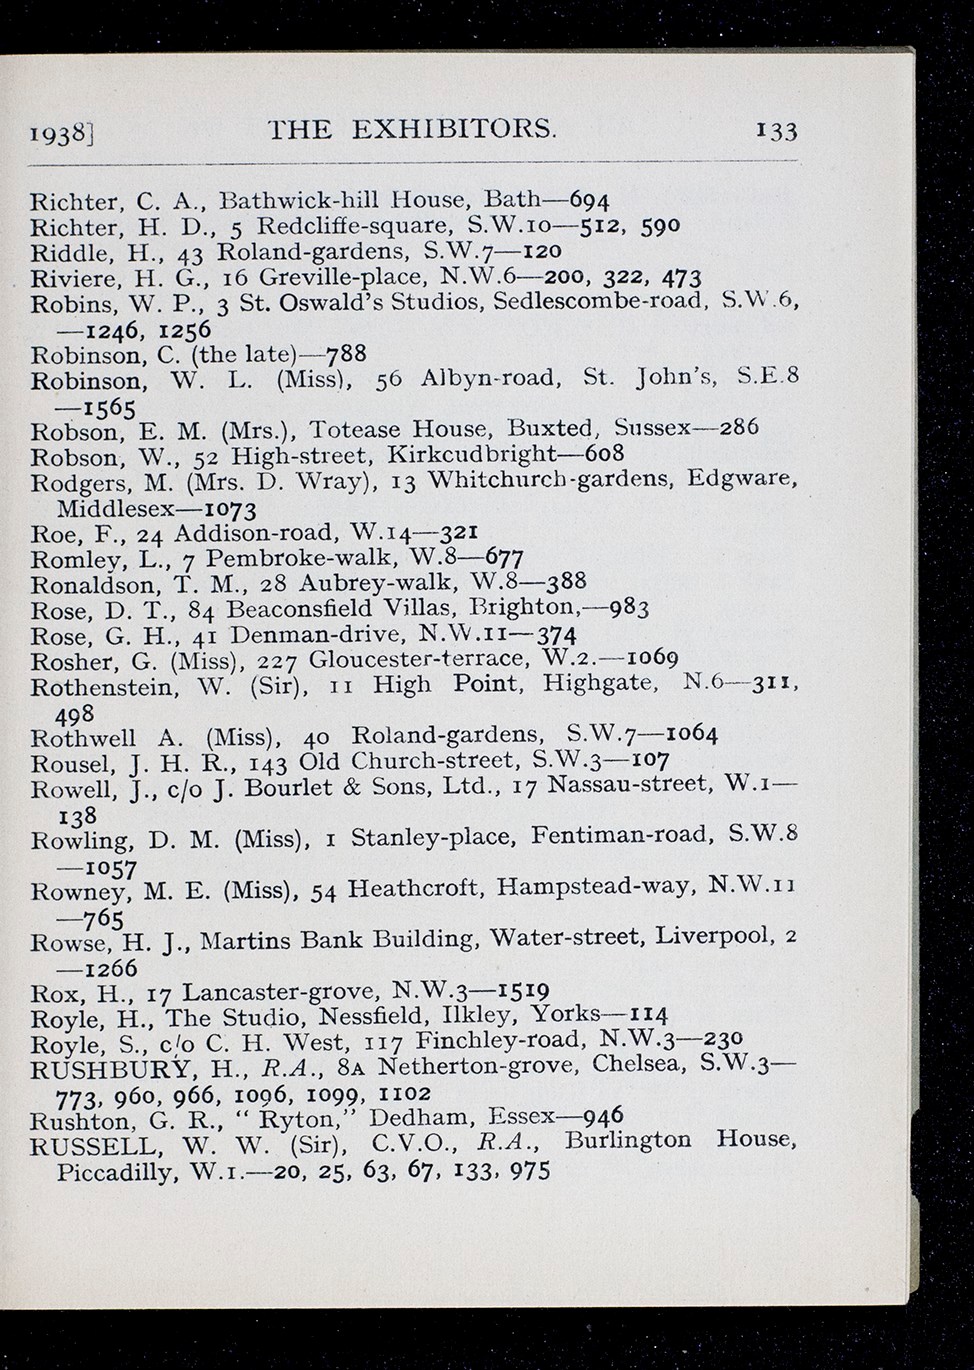 1938] THE EXHIBITORS. 133
Richter, C. A., Bathwick-hill House, Bath—694
Richter, H. D., 5 Redcliffe-square, S.W.10—512, 590
Riddle, H., 43 Roland-gardens, S.W.7—120
Riviere, H. G., 16 Greville-place, N.W.6—200, 322, 473
Robins, W. P., 3 St. Oswald's Studios, Sedlescombe-road, S.W.6,
—1246, 1256
Robinson, C. (the late)—788
Robinson, W. L. (Miss), 56 Albyn-road, St. John's, S.E.8
—1565
Robson, E. M. (Mrs.), Totease House, Buxted, Sussex—286
Robson, W., 52 High-street, Kirkcudbright—608
Rodgers, M. (Mrs. D. Wray), 13 Whitchurch-gardens, Edgware,
Middlesex—1073
Roe, F., 24 Addison-road, W.14—321
Romley, L., 7 Pembroke-walk, W.8—677
Ronaldson, T. M., 28 Aubrey-walk, W.8—388
Rose, D. T., 84 Beaconsfield Villas, Brighton,—983
Rose, G. H., 41 Denman-drive, N.W.11—374
Rosher, G. (Miss), 227 Gloucester-terrace, W.2.—1069
Rothenstein, W. (Sir), 11 High Point, Highgate, N.6—311,
498
Rothwell A. (Miss), 40 Roland-gardens, S.W.7—1064
Rousel, J. H. R., 143 Old Church-street, S.W.3—107
Rowell, J., c/o J. Bourlet & Sons, Ltd., 17 Nassau-street, W.1—
138
Rowling, D. M. (Miss), 1 Stanley-place, Fentiman-road, S.W.8
—1057
Rowney, M. E. (Miss), 54 Heathcroft, Hampstead-way, N.W.11
—765
Rowse, H. J., Martins Bank Building, Water-street, Liverpool, 2
—1266
Rox, H., 17 Lancaster-grove, N.W.3—1519
Royle, H., The Studio, Nessfield, Ilkley, Yorks—114
Royle, S., c/o C. H. West, 117 Finchley-road, N.W.3—230
RUSHBURY, H., R.A., 8A Netherton-grove, Chelsea, S.W.3—
773, 960, 966, 1096, 1099, 1102
Rushton, G. R., " Ryton," Dedham, Essex—946
RUSSELL, W. W. (Sir), C.V.O., R.A., Burlington House,
Piccadilly, W.1.—20, 25, 63, 67, 133, 975